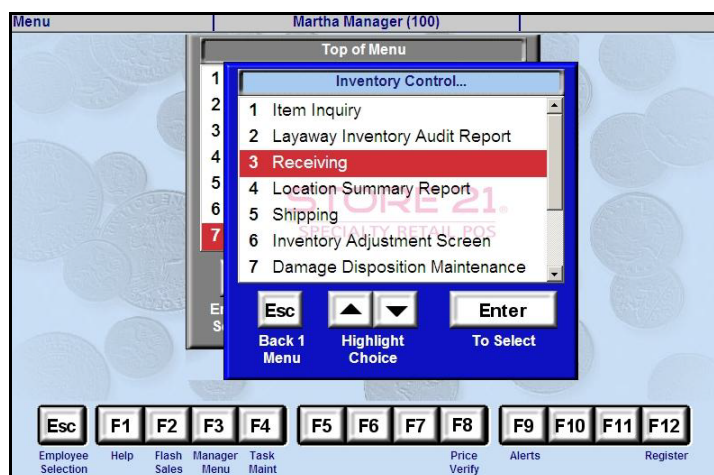 Menu
Martha Manager (100)
Top of Menu
1
2
3
4
5
6
7
Inventory Control...
1 Item Inquiry
2 Layaway Inventory Audit Report
3 Receiving
4 Location Summary Report
5 Shipping
6 Inventory Adjustment Screen
7 Damage Disposition Maintenance
STORE 21
SPECIALTY RETAIL POS
Esc
Enter
Back 1
Menu
Highlight
Choice
To Select
Esc F1 F2 F3 F4 F5 F6 F7 F8 F9 F10 F11 F12
Employee Selection
Help
Flash Sales
Manager Menu
Task Maint
Price Verify
Alerts
Register